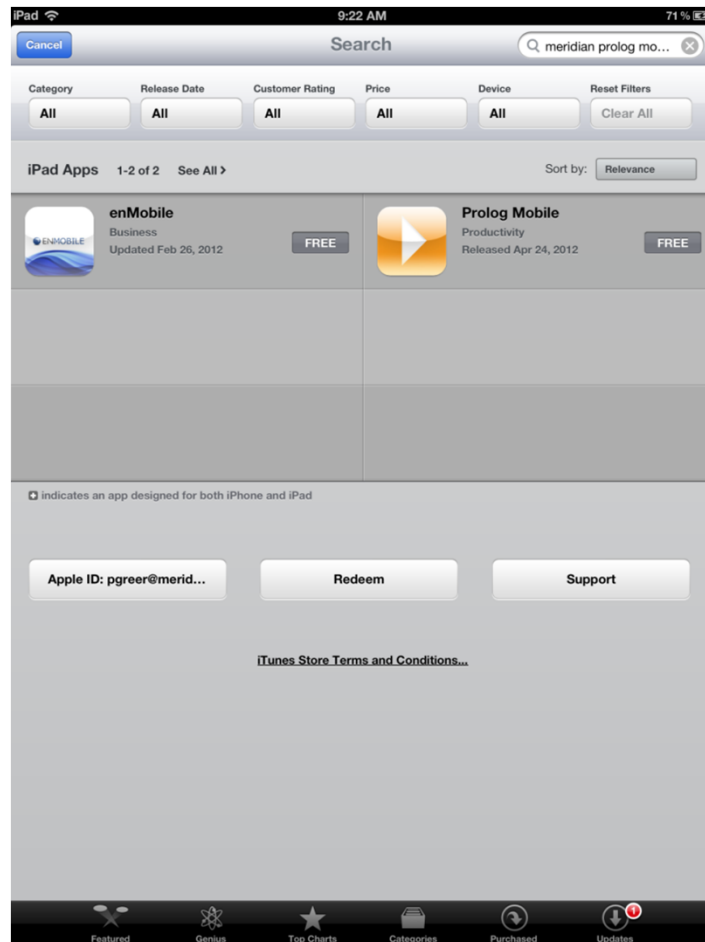 iPad 9:22 AM 71 %
Cancel Search meridian prolog mo...
Category Release Date Customer Rating Price Device Reset Filters
All All All All All Clear All
iPad Apps 1-2 of 2 See All > Sort by: Relevance
enMobile Prolog Mobile
Business Productivity
ENMOBILE Updated Feb 26, 2012 FREE Released Apr 24, 2012 FREE
+ indicates an app designed for both iPhone and iPad
Apple ID: pgreer@merid... Redeem Support
iTunes Store Terms and Conditions...
1
Featured Genius Top Charts Categories Purchased Updates